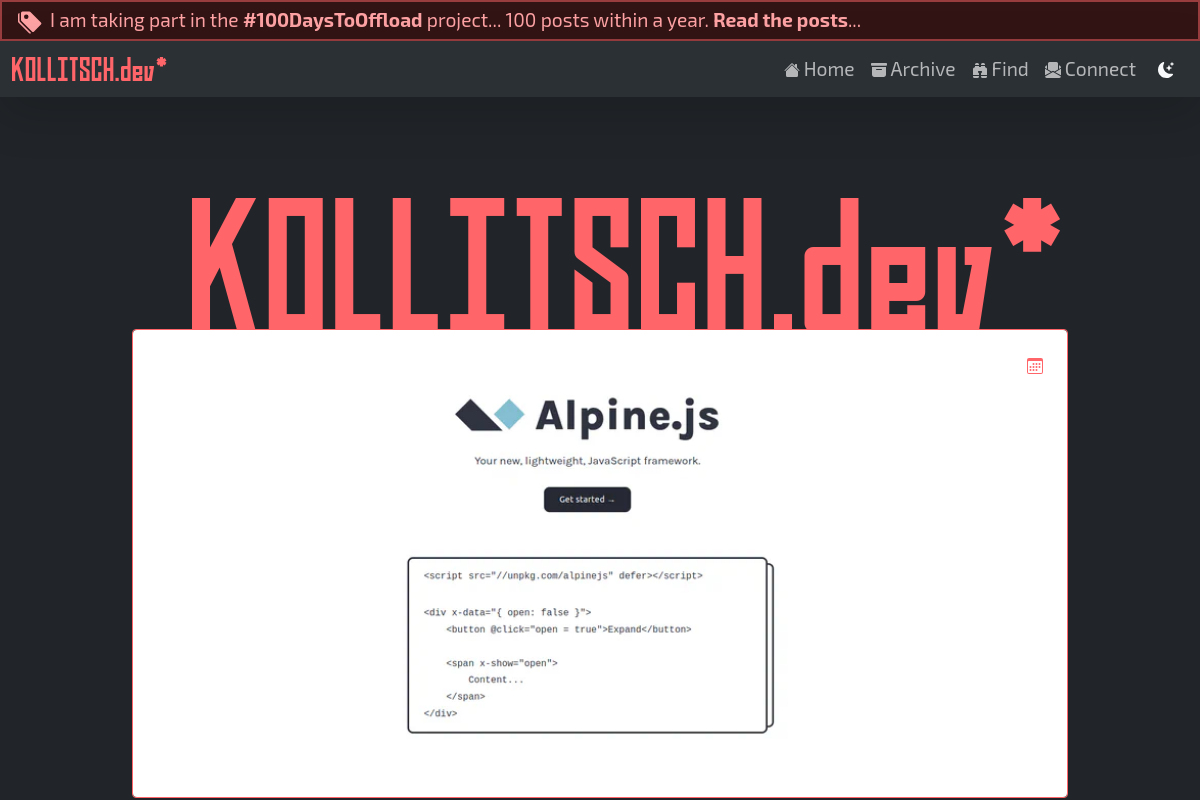 I am taking part in the #100DaysToOffload project... 100 posts within a year. Read the posts...
KOLLITSCH.dev*
Home Archive Find Connect
KOLLITSCH.dev*
Alpine.js
Your new, lightweight, JavaScript framework.
Get started →
<script src="//unpkg.com/alpinejs" defer></script>
<div x-data="{ open: false }">
<button @click="open = true">Expand</button>
<span x-show="open">
Content...
</span>
</div>